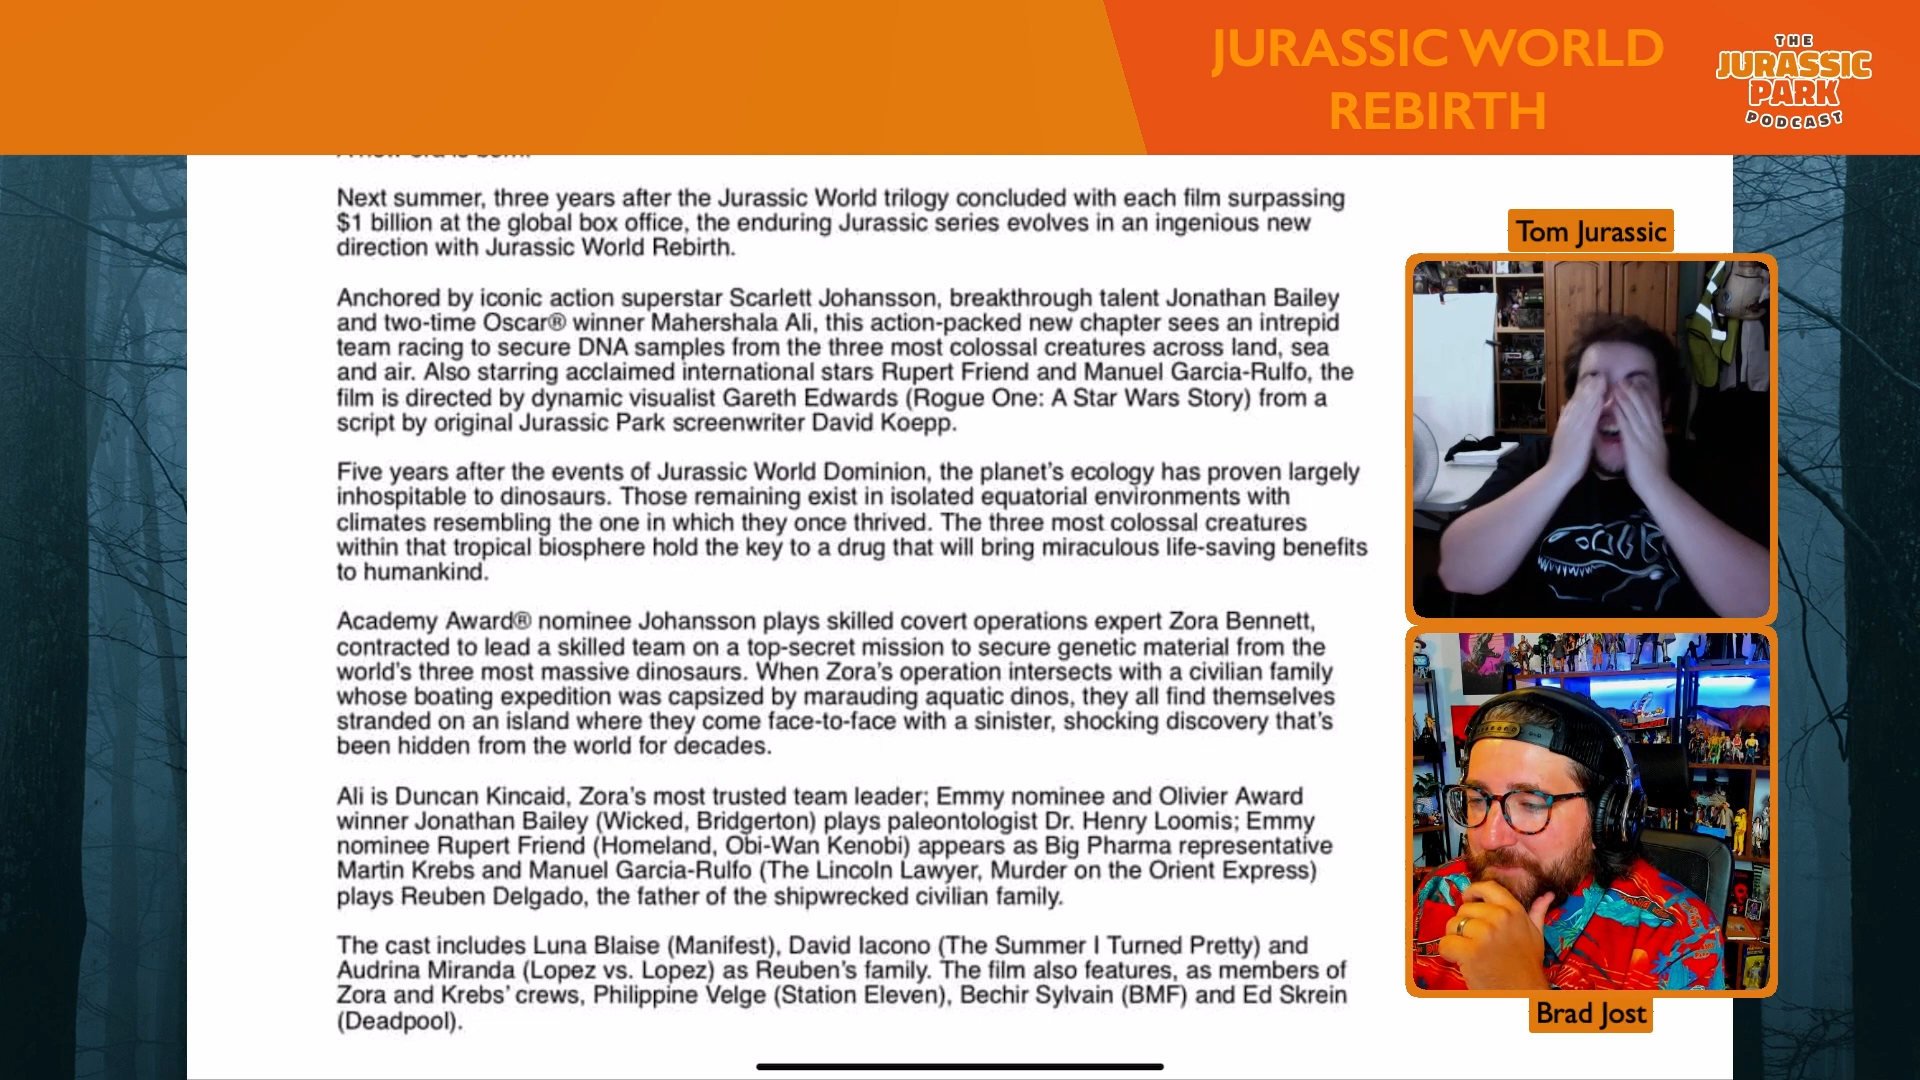 JURASSIC WORLD
REBIRTH
THE
JURASSIC
PARK
PODCAST
Next summer, three years after the Jurassic World trilogy concluded with each film surpassing
$1 billion at the global box office, the enduring Jurassic series evolves in an ingenious new
direction with Jurassic World Rebirth.
Anchored by iconic action superstar Scarlett Johansson, breakthrough talent Jonathan Bailey
and two-time Oscar® winner Mahershala Ali, this action-packed new chapter sees an intrepid
team racing to secure DNA samples from the three most colossal creatures across land, sea
and air. Also starring acclaimed international stars Rupert Friend and Manuel Garcia-Rulfo, the
film is directed by dynamic visualist Gareth Edwards (Rogue One: A Star Wars Story) from a
script by original Jurassic Park screenwriter David Koepp.
Five years after the events of Jurassic World Dominion, the planet's ecology has proven largely
inhospitable to dinosaurs. Those remaining exist in isolated equatorial environments with
climates resembling the one in which they once thrived. The three most colossal creatures
within that tropical biosphere hold the key to a drug that will bring miraculous life-saving benefits
to humankind.
Academy Award® nominee Johansson plays skilled covert operations expert Zora Bennett,
contracted to lead a skilled team on a top-secret mission to secure genetic material from the
world's three most massive dinosaurs. When Zora's operation intersects with a civilian family
whose boating expedition was capsized by marauding aquatic dinos, they all find themselves
stranded on an island where they come face-to-face with a sinister, shocking discovery that's
been hidden from the world for decades.
Ali is Duncan Kincaid, Zora's most trusted team leader; Emmy nominee and Olivier Award
winner Jonathan Bailey (Wicked, Bridgerton) plays paleontologist Dr. Henry Loomis; Emmy
nominee Rupert Friend (Homeland, Obi-Wan Kenobi) appears as Big Pharma representative
Martin Krebs and Manuel Garcia-Rulfo (The Lincoln Lawyer, Murder on the Orient Express)
plays Reuben Delgado, the father of the shipwrecked civilian family.
The cast includes Luna Blaise (Manifest), David Iacono (The Summer I Turned Pretty) and
Audrina Miranda (Lopez vs. Lopez) as Reuben's family. The film also features, as members of
Zora and Krebs' crews, Philippine Velge (Station Eleven), Bechir Sylvain (BMF) and Ed Skrein
(Deadpool).
Tom Jurassic
Brad Jost